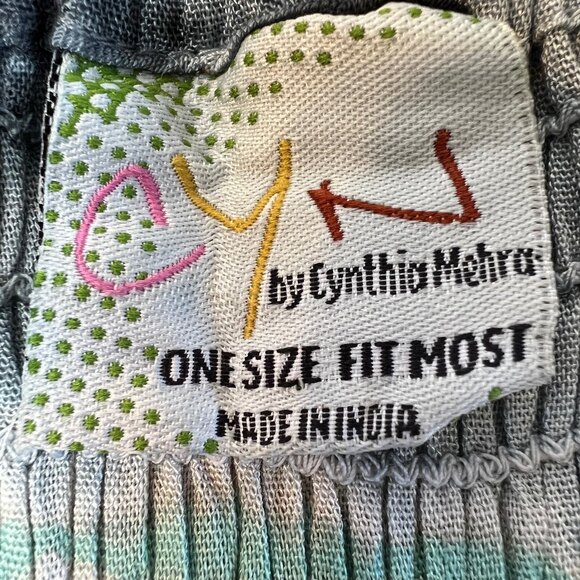 CYN
by Cynthia Mehra
ONE SIZE FIT MOST
MADE IN INDIA